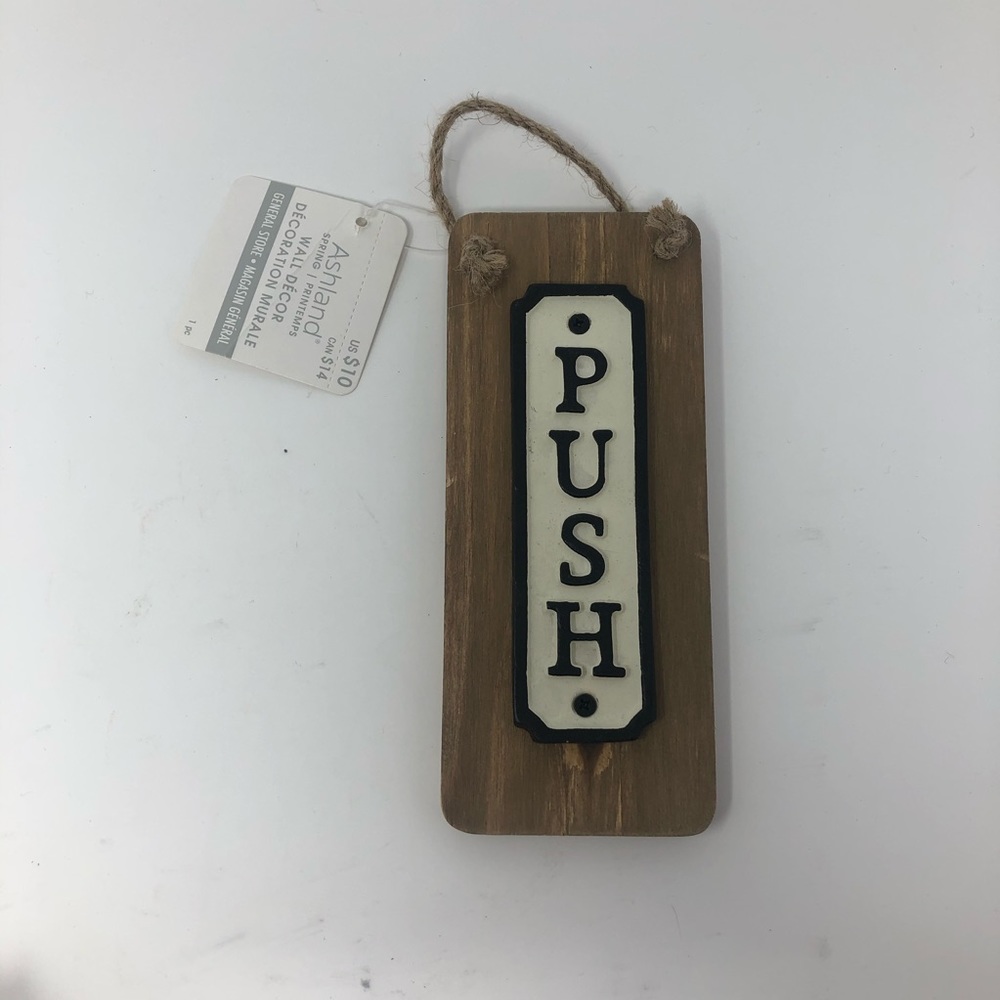 PUSH
US $10
CAN $14
Ashland®
SPRING | PRINTEMPS
WALL DÉCOR
DÉCORATION MURALE
GENERAL STORE • MAGASIN GÉNÉRAL
1 pc